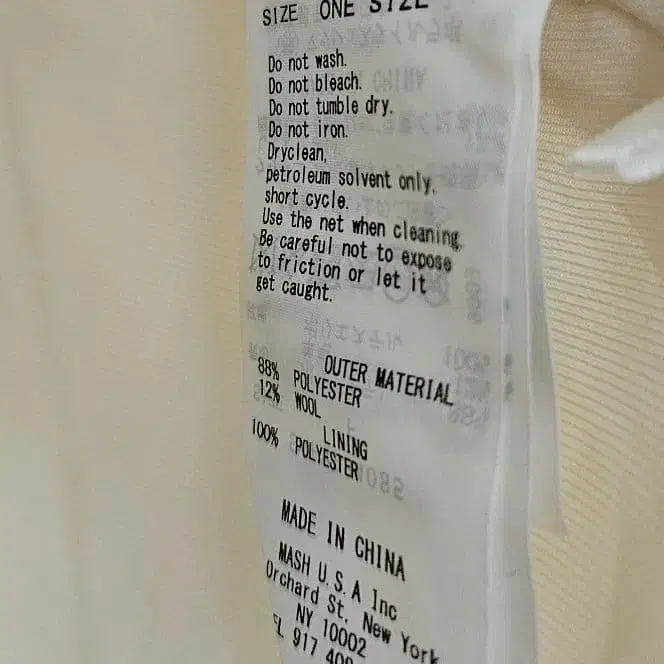 SIZE ONE SIZE
Do not wash.
Do not bleach.
Do not tumble dry.
Do not iron.
Dryclean,
petroleum solvent only,
short cycle.
Use the net when cleaning.
Be careful not to expose
to friction or let it
get caught.
OUTER MATERIAL
88% POLYESTER
12% WOOL
LINING
100% POLYESTER
MADE IN CHINA
MASH U.S.A Inc
Orchard St. New York
NY 10002
917